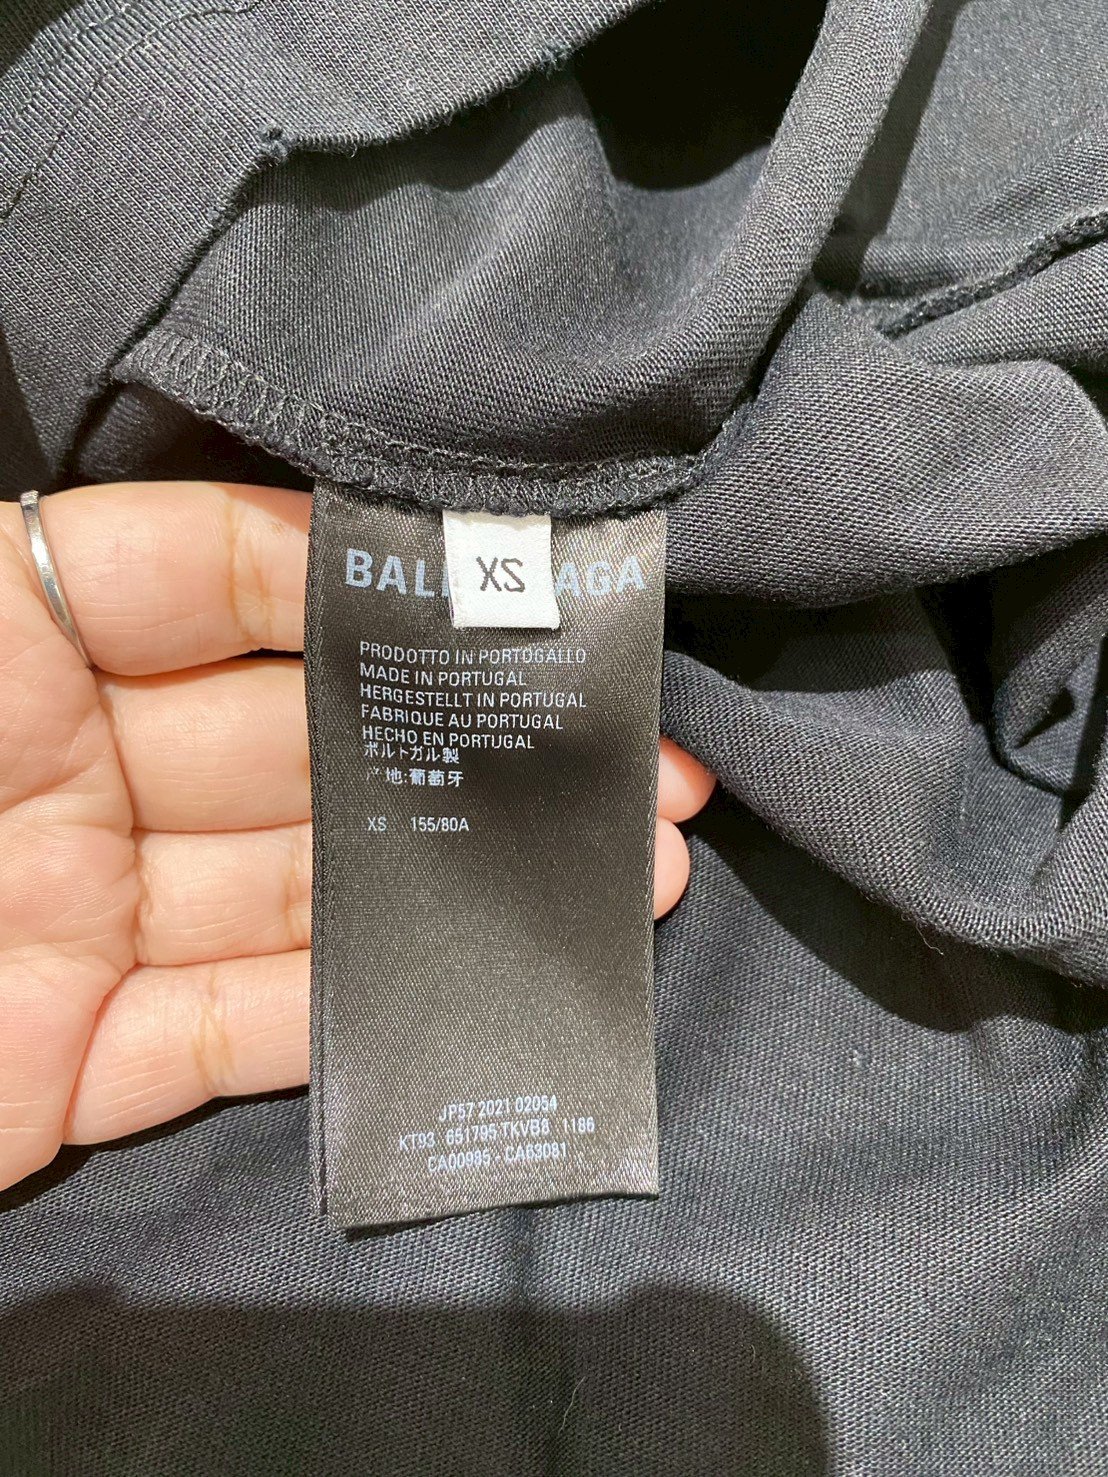 XS
BAL AGA
PRODOTTO IN PORTOGALLO
MADE IN PORTUGAL
HERGESTELLT IN PORTUGAL
FABRIQUE AU PORTUGAL
HECHO EN PORTUGAL
ポルトガル製
产地:葡萄牙
XS 155/80A
JP57 2021 02054
KT93 651795 TKVB8 1186
CA00985 - CA63081